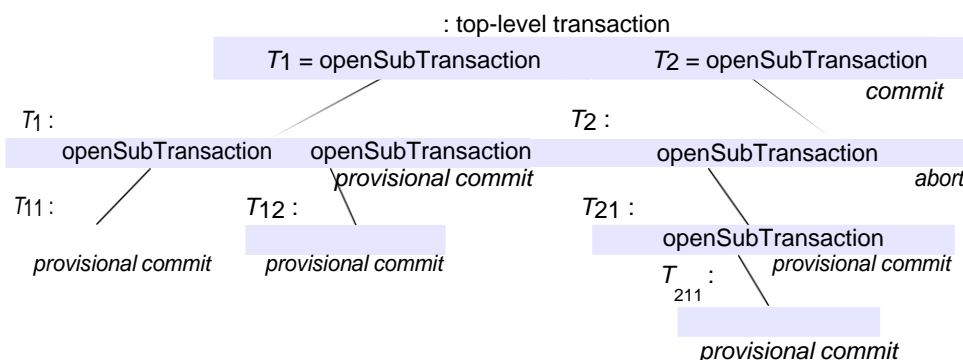 : top-level transaction
T1 = openSubTransaction T2 = openSubTransaction
commit
T1 : T2 :
openSubTransaction openSubTransaction openSubTransaction
provisional commit abort
T11 : T12 : T21 :
openSubTransaction
provisional commit provisional commit provisional commit
T211 :
provisional commit